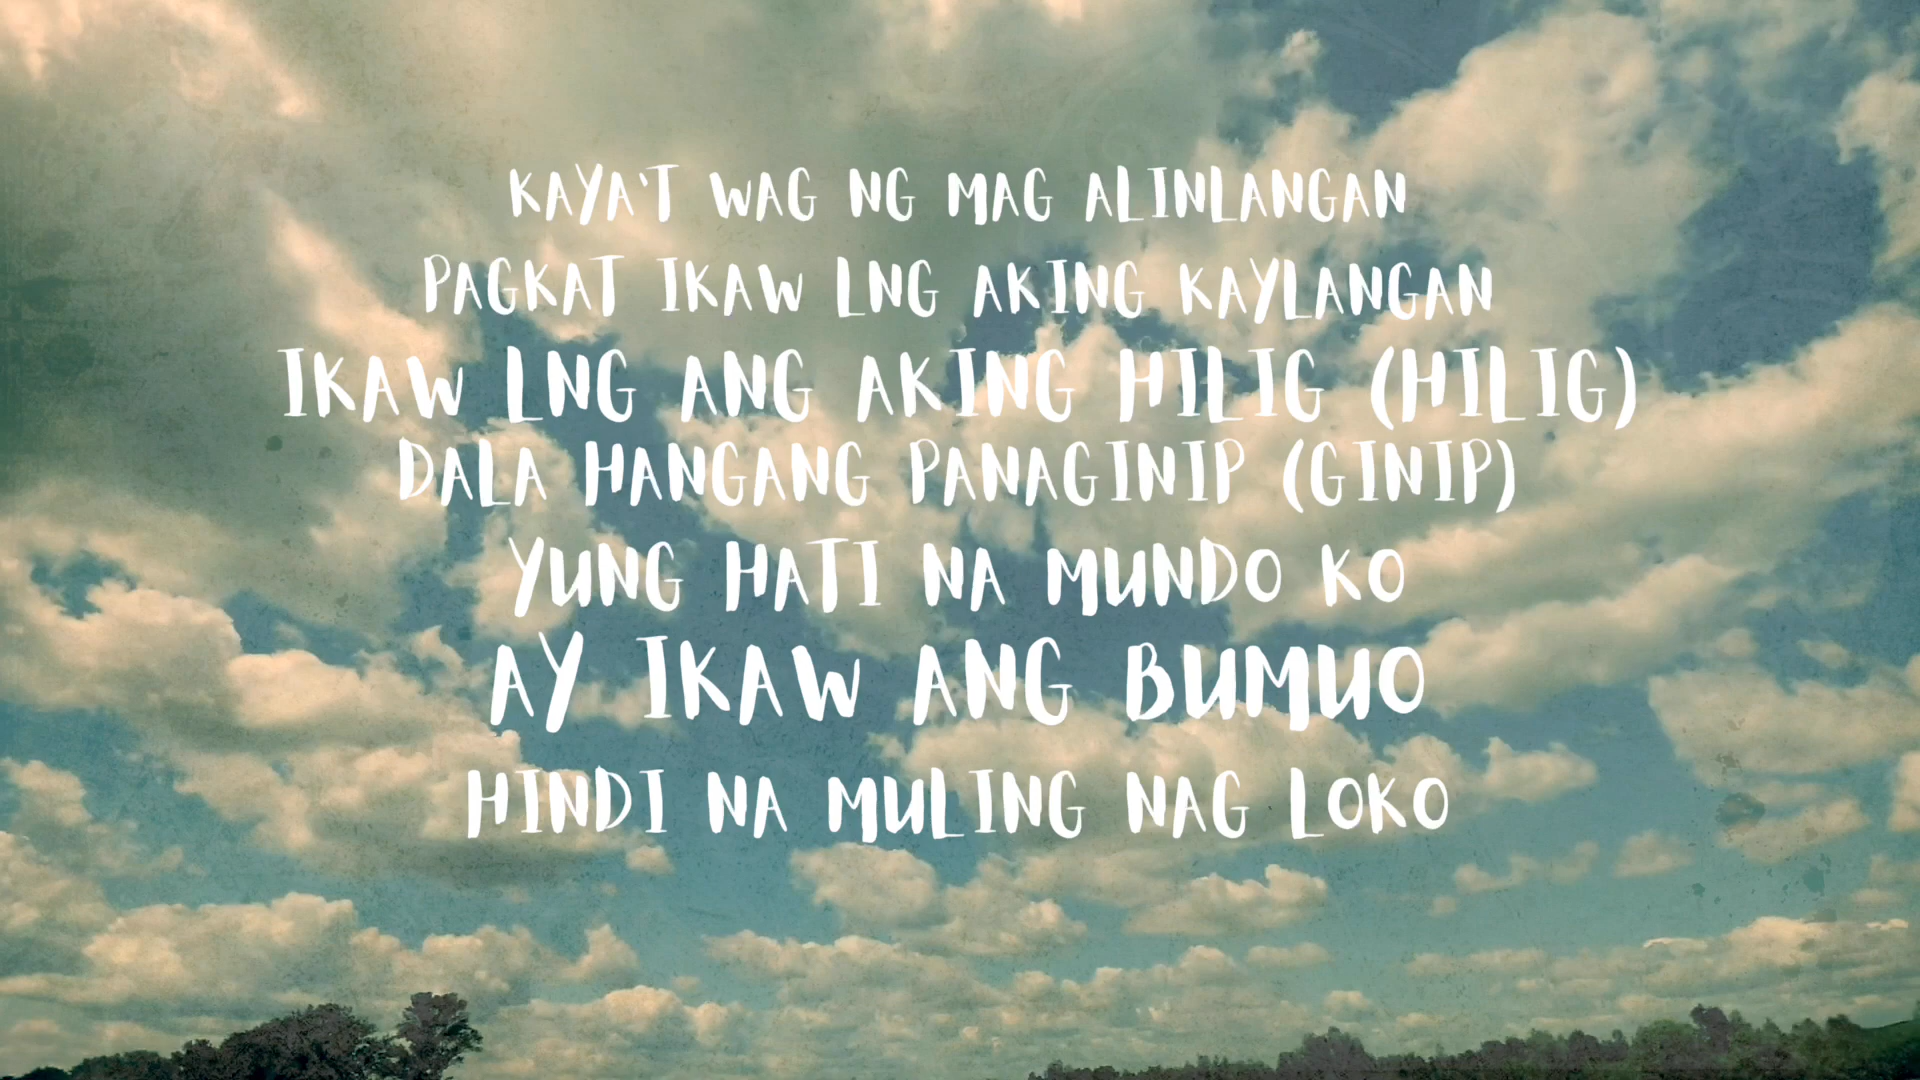 KAYA'T WAG NG MAG ALINLANGAN
PAGKAT IKAW LNG AKING KAYLANGAN
IKAW LNG ANG AKING HILIG (HILIG)
DALA HANGANG PANAGINIP (GINIP)
YUNG HATI NA MUNDO KO
AY IKAW ANG BUMUO
HINDI NA MULING NAG LOKO